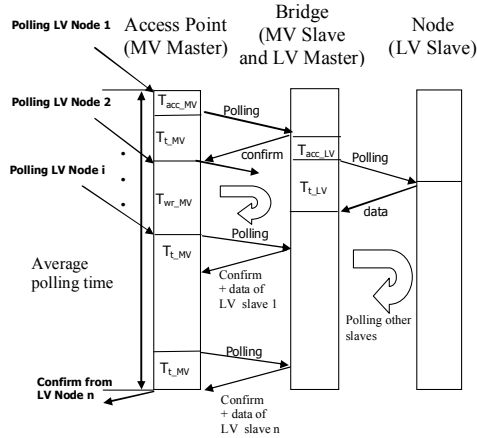 Access Point
(MV Master)
Bridge
(MV Slave
and LV Master)
Node
(LV Slave)
Polling LV Node 1
Polling LV Node 2
Polling LV Node i
T_acc_MV
T_t_MV
T_wr_MV
T_t_MV
T_t_MV
Polling
confirm
T_acc_LV
T_t_LV
Polling
data
Polling
Confirm
+ data of
LV slave 1
Polling other
slaves
Average
polling time
Polling
Confirm
+ data of
LV slave n
Confirm from
LV Node n